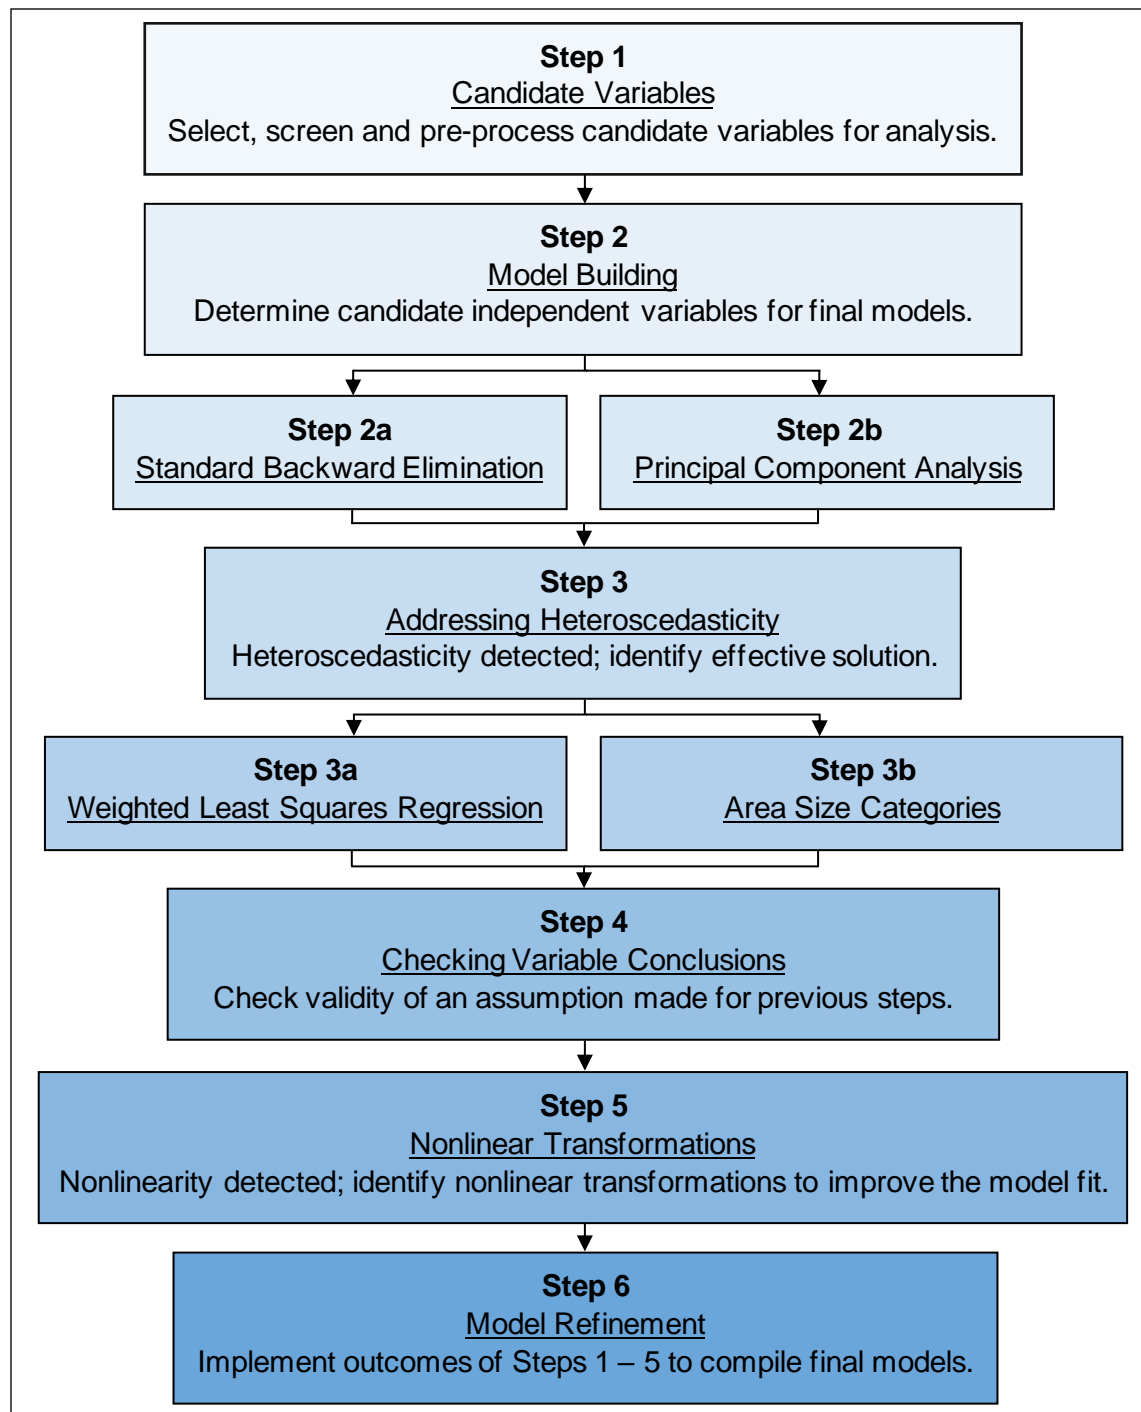 Step 1
Candidate Variables
Select, screen and pre-process candidate variables for analysis.
Step 2
Model Building
Determine candidate independent variables for final models.
Step 2a
Standard Backward Elimination
Step 2b
Principal Component Analysis
Step 3
Addressing Heteroscedasticity
Heteroscedasticity detected; identify effective solution.
Step 3a
Weighted Least Squares Regression
Step 3b
Area Size Categories
Step 4
Checking Variable Conclusions
Check validity of an assumption made for previous steps.
Step 5
Nonlinear Transformations
Nonlinearity detected; identify nonlinear transformations to improve the model fit.
Step 6
Model Refinement
Implement outcomes of Steps 1 – 5 to compile final models.